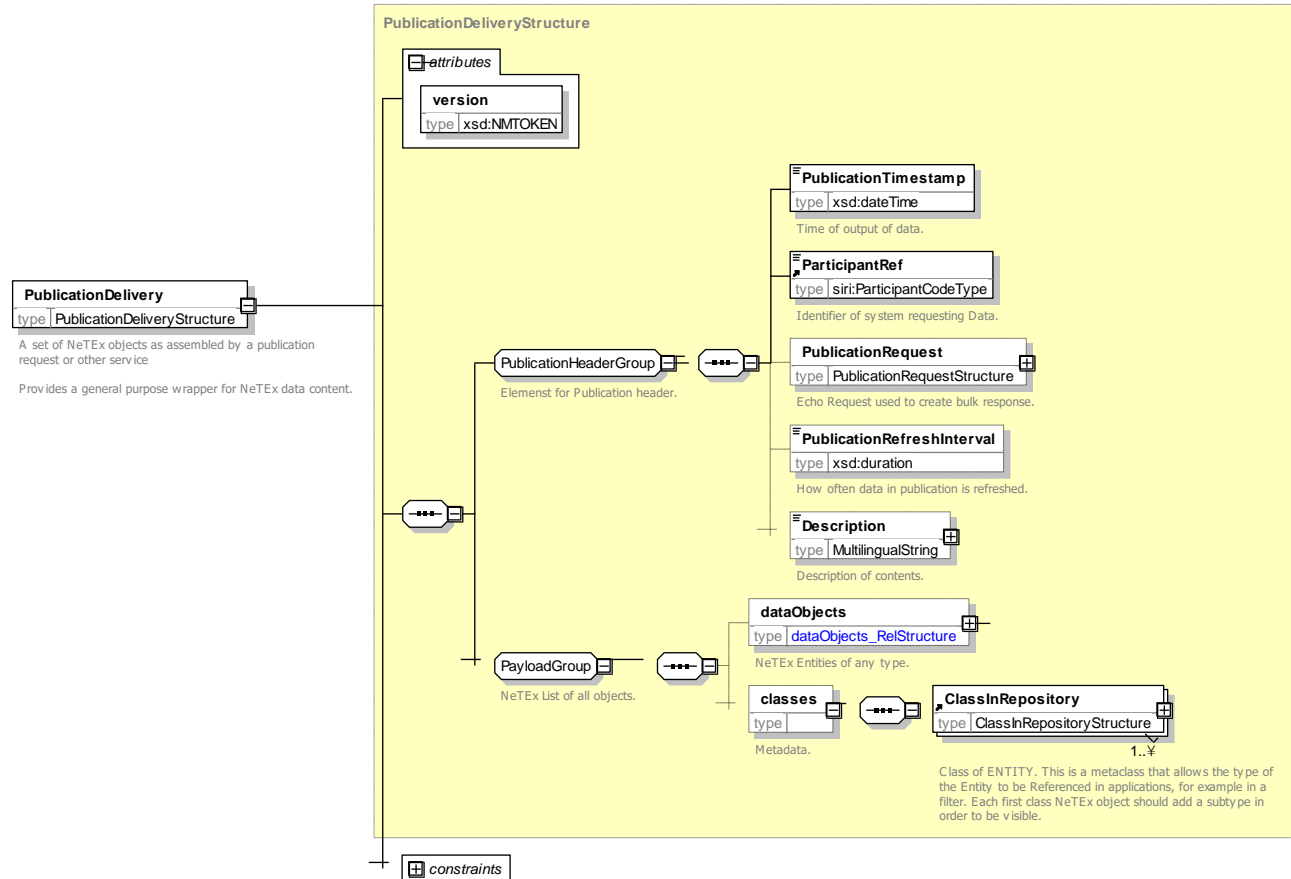 PublicationDeliveryStructure
attributes
version
type xsd:NMTOKEN
PublicationTimestamp
type xsd:dateTime
Time of output of data.
ParticipantRef
type siri:ParticipantCodeType
Identifier of system requesting Data.
PublicationDelivery
type PublicationDeliveryStructure
A set of NeTEx objects as assembled by a publication
request or other service
Provides a general purpose wrapper for NeTEx data content.
PublicationHeaderGroup
Elemenst for Publication header.
PublicationRequest
type PublicationRequestStructure
Echo Request used to create bulk response.
PublicationRefreshInterval
type xsd:duration
How often data in publication is refreshed.
Description
type MultilingualString
Description of contents.
PayloadGroup
NeTEx List of all objects.
dataObjects
type dataObjects_RelStructure
NeTEx Entities of any type.
classes
type
Metadata.
ClassInRepository
type ClassInRepositoryStructure
1..¥
Class of ENTITY. This is a metaclass that allows the type of
the Entity to be Referenced in applications, for example in a
filter. Each first class NeTEx object should add a subtype in
order to be visible.
constraints